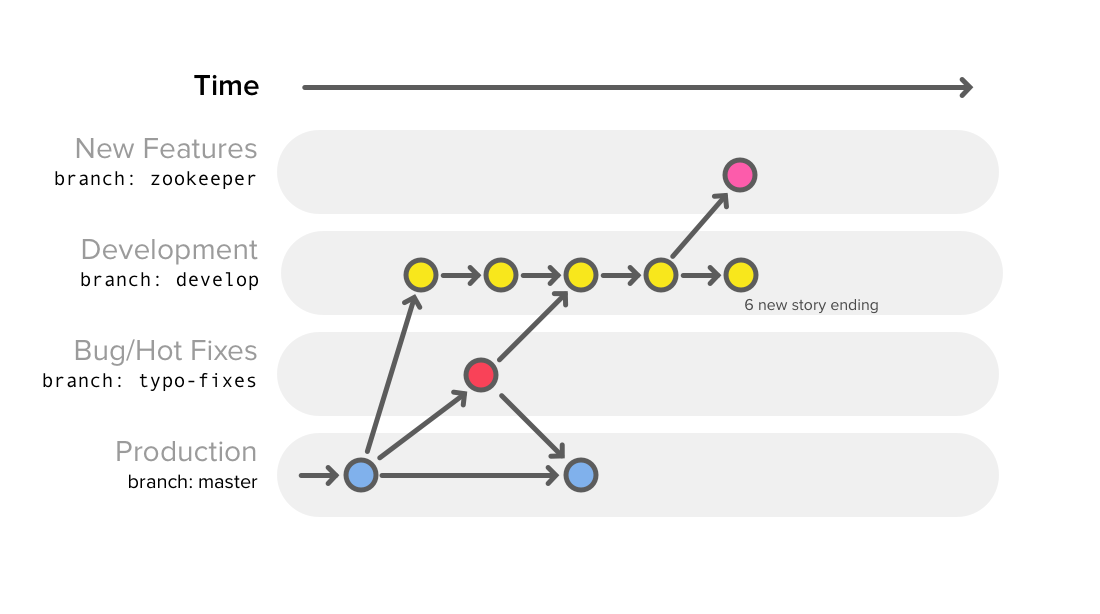 Time
New Features
branch: zookeeper
Development
branch: develop
6 new story ending
Bug/Hot Fixes
branch: typo-fixes
Production
branch: master